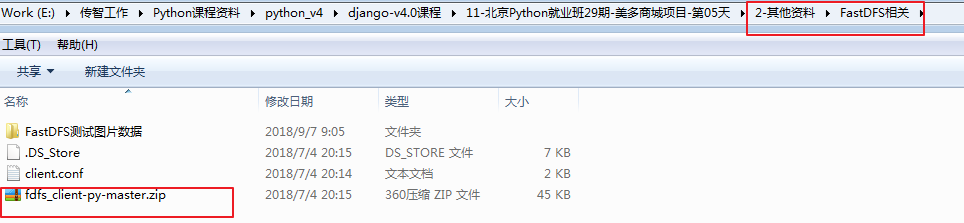 Work (E:) ▸ 传智工作 ▸ Python课程资料 ▸ python_v4 ▸ django-v4.0课程 ▸ 11-北京Python就业班29期-美多商城项目-第05天 ▸ 2-其他资料 ▸ FastDFS相关 ▸
工具(T) 帮助(H)
共享 新建文件夹
名称 修改日期 类型 大小
FastDFS测试图片数据 2018/9/7 9:05 文件夹
.DS_Store 2018/7/4 20:15 DS_STORE 文件 7 KB
client.conf 2018/7/4 20:14 文本文档 2 KB
fdfs_client-py-master.zip 2018/7/4 20:15 360压缩 ZIP 文件 45 KB